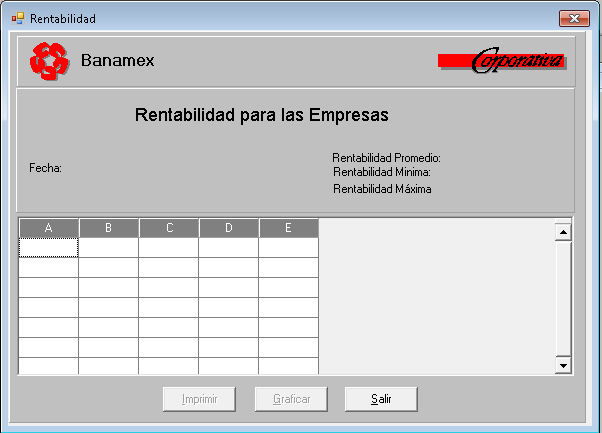 Rentabilidad
Banamex
Corporativa
Rentabilidad para las Empresas
Fecha:
Rentabilidad Promedio:
Rentabilidad Minima:
Rentabilidad Máxima
A B C D E
Imprimir Graficar Salir